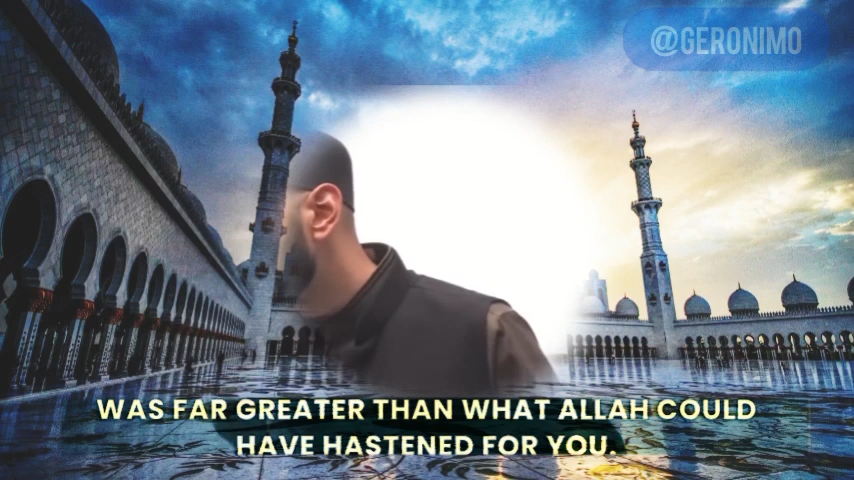 @GERONIMO
WAS FAR GREATER THAN WHAT ALLAH COULD
HAVE HASTENED FOR YOU.